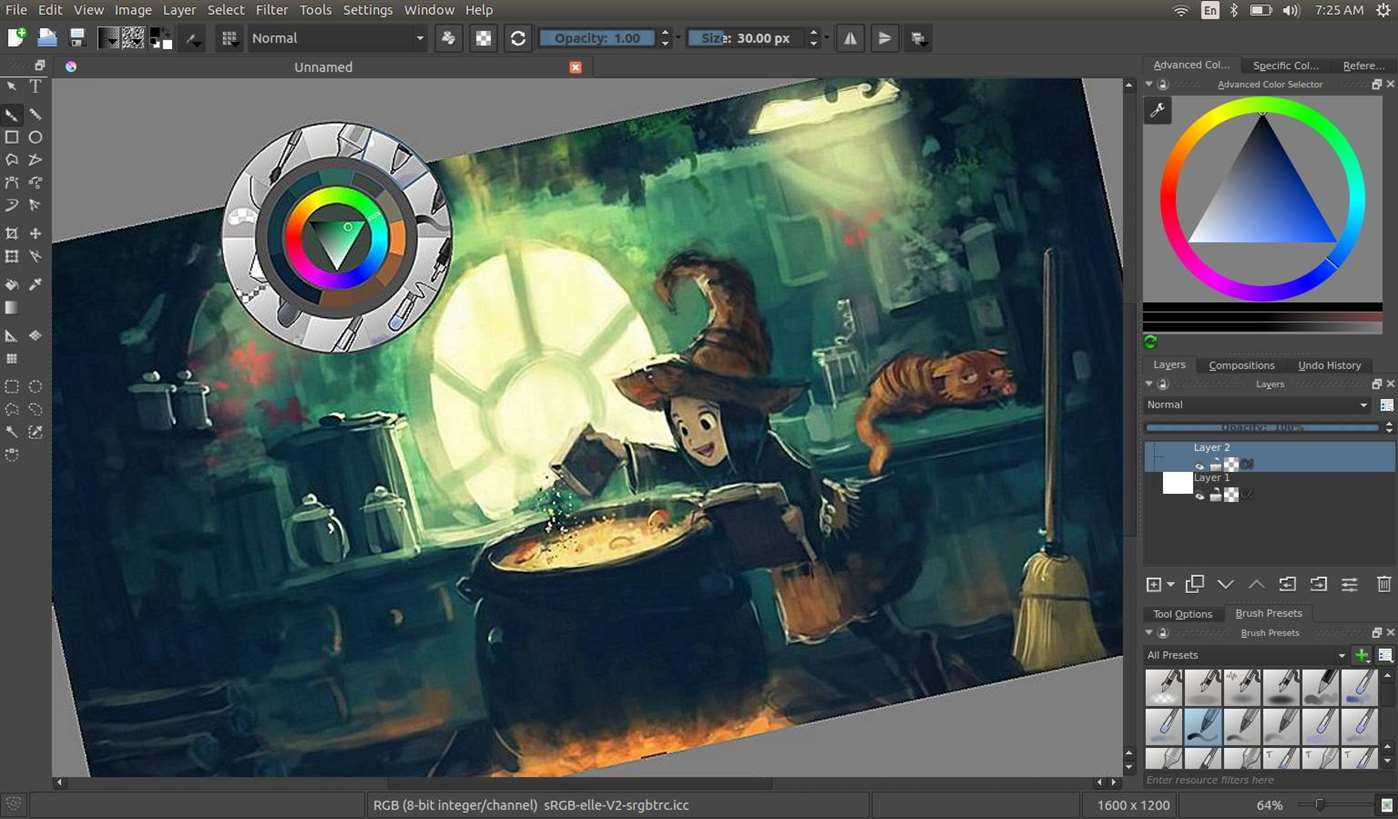 File Edit View Image Layer Select Filter Tools Settings Window Help
En 7:25 AM
Normal
Opacity: 1.00
Size: 30.00 px
Unnamed
Advanced Col... Specific Col... Refere...
Advanced Color Selector
Layers Compositions Undo History
Layers
Normal
Opacity: 100%
Layer 2
Layer 1
Tool Options Brush Presets
Brush Presets
All Presets
Enter resource filters here
RGB (8-bit integer/channel) sRGB-elle-V2-srgbtrc.icc
1600 x 1200
64%